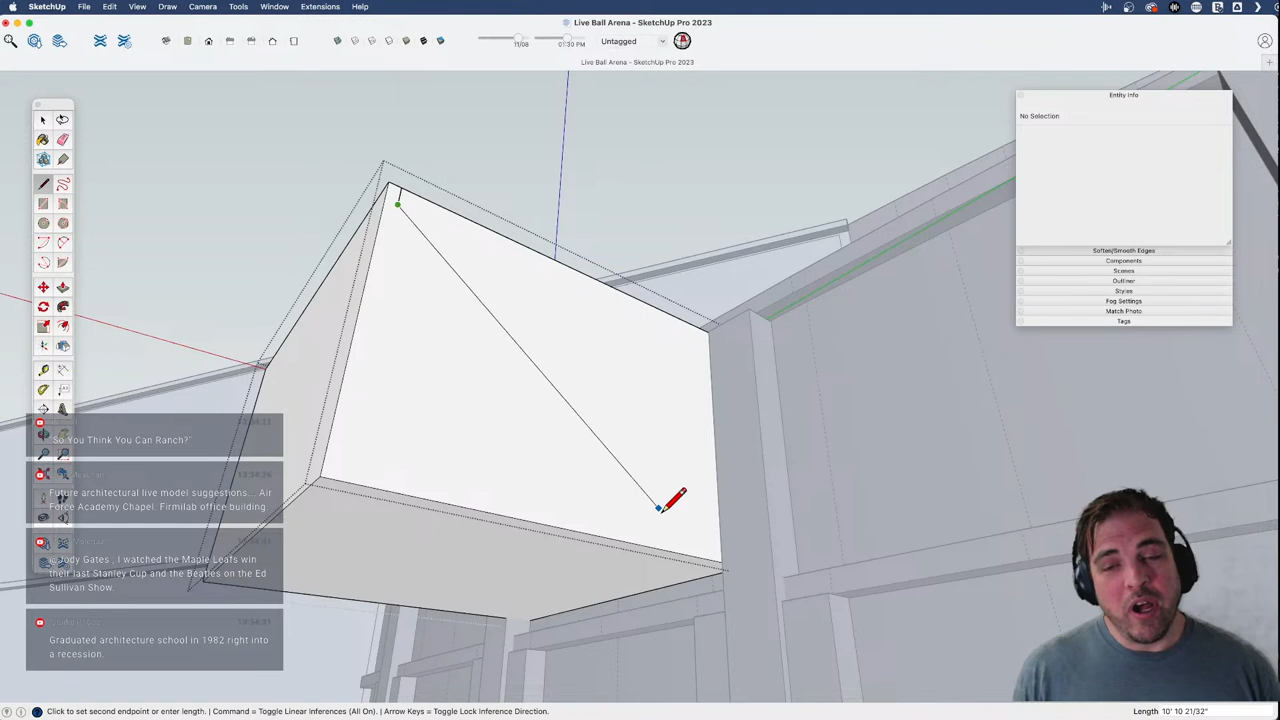 SketchUp File Edit View Camera Draw Tools Window Extensions Help
Live Ball Arena - SketchUp Pro 2023
11/08
01:30 PM
Untagged
Live Ball Arena - SketchUp Pro 2023
Entity Info
No Selection
Soften/Smooth Edges
Components
Scenes
Outliner
Styles
Fog Settings
Match Photo
Tags
"So You Think You Can Ranch?"
Future architectural live model suggestions... Air
Force Academy Chapel. Firmilab office building
@Jody Gates ; I watched the Maple Leafs win
their last Stanley Cup and the Beatles on the Ed
Sullivan Show.
Graduated architecture school in 1982 right into
a recession.
Click to set second endpoint or enter length. | Command = Toggle Linear Inferences (All On). | Arrow Keys = Toggle Lock Inference Direction.
Length 10' 10 21/32"